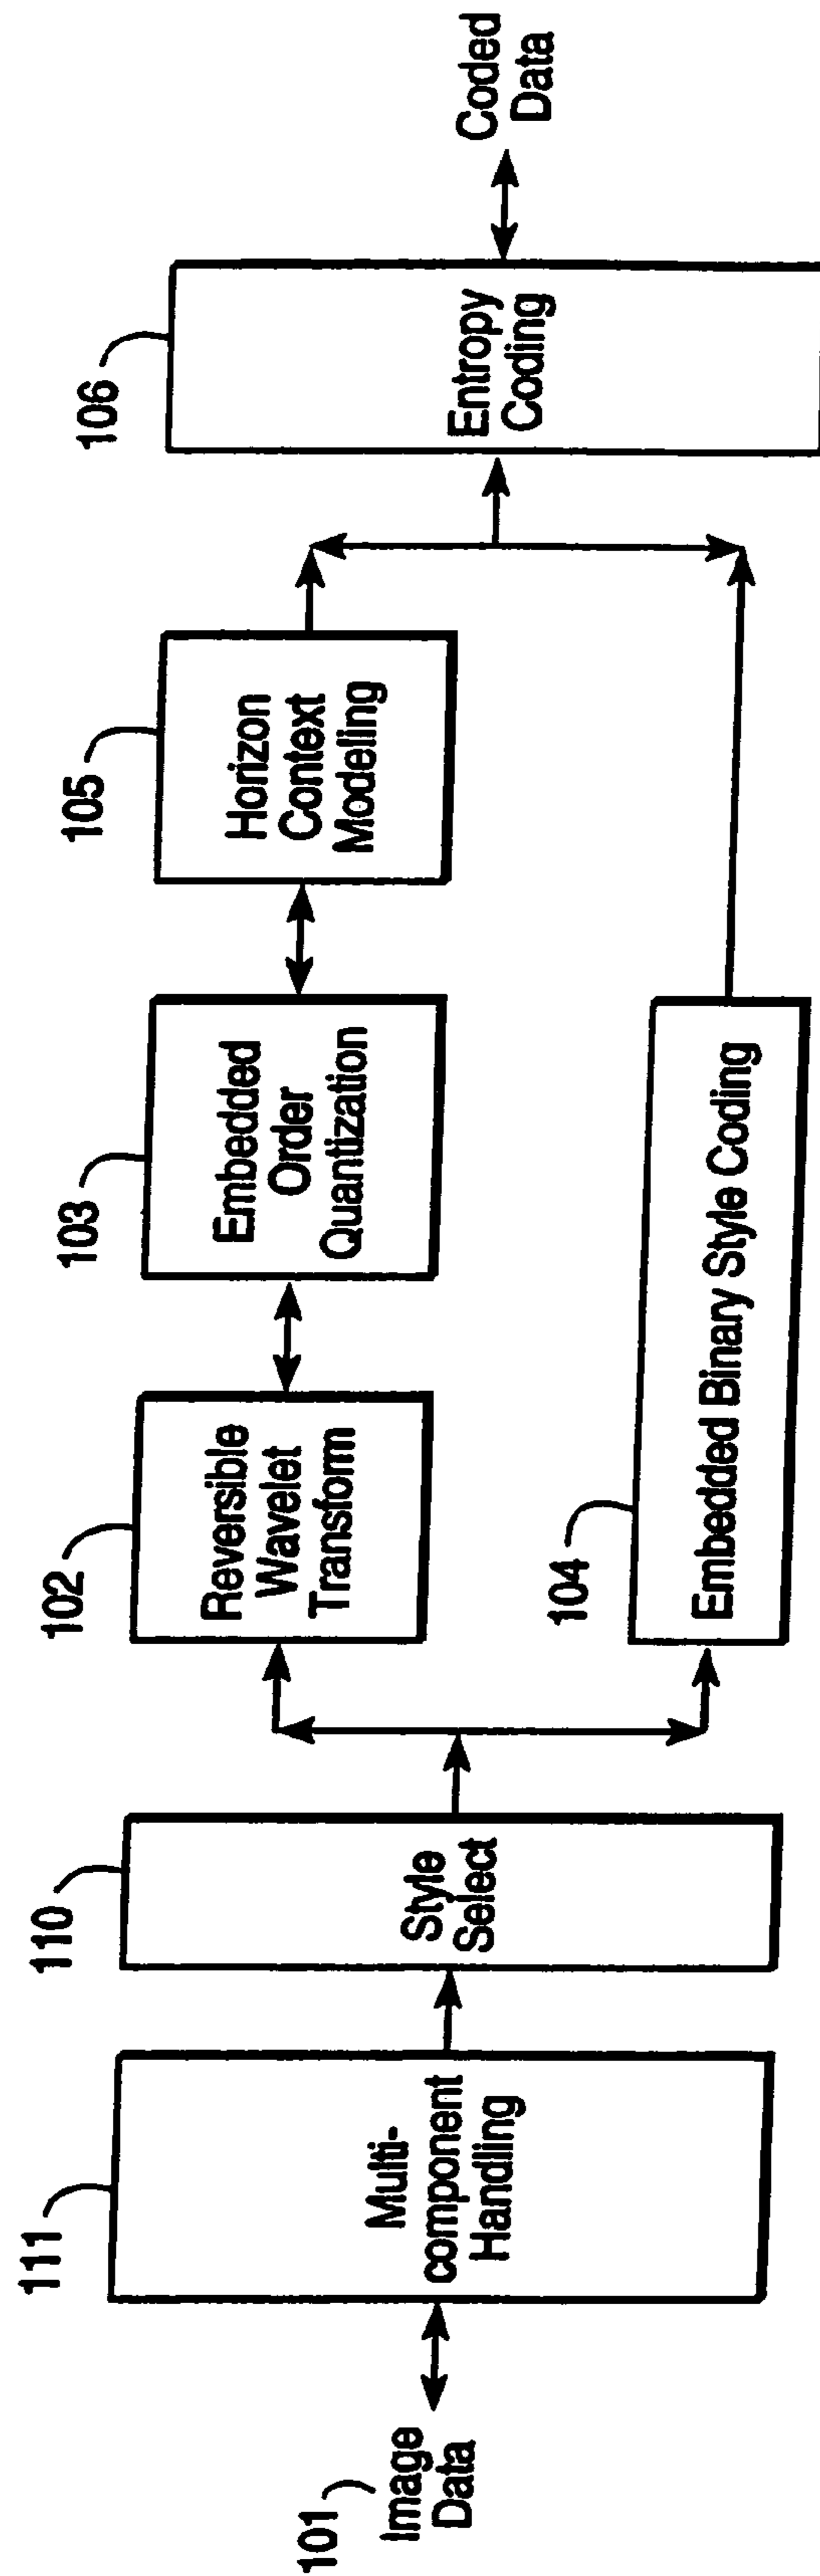 101
Image
Data
111
Multi-
component
Handling
110
Style
Select
102
Reversible
Wavelet
Transform
103
Embedded
Order
Quantization
105
Horizon
Context
Modeling
104
Embedded Binary Style Coding
106
Entropy
Coding
Coded
Data